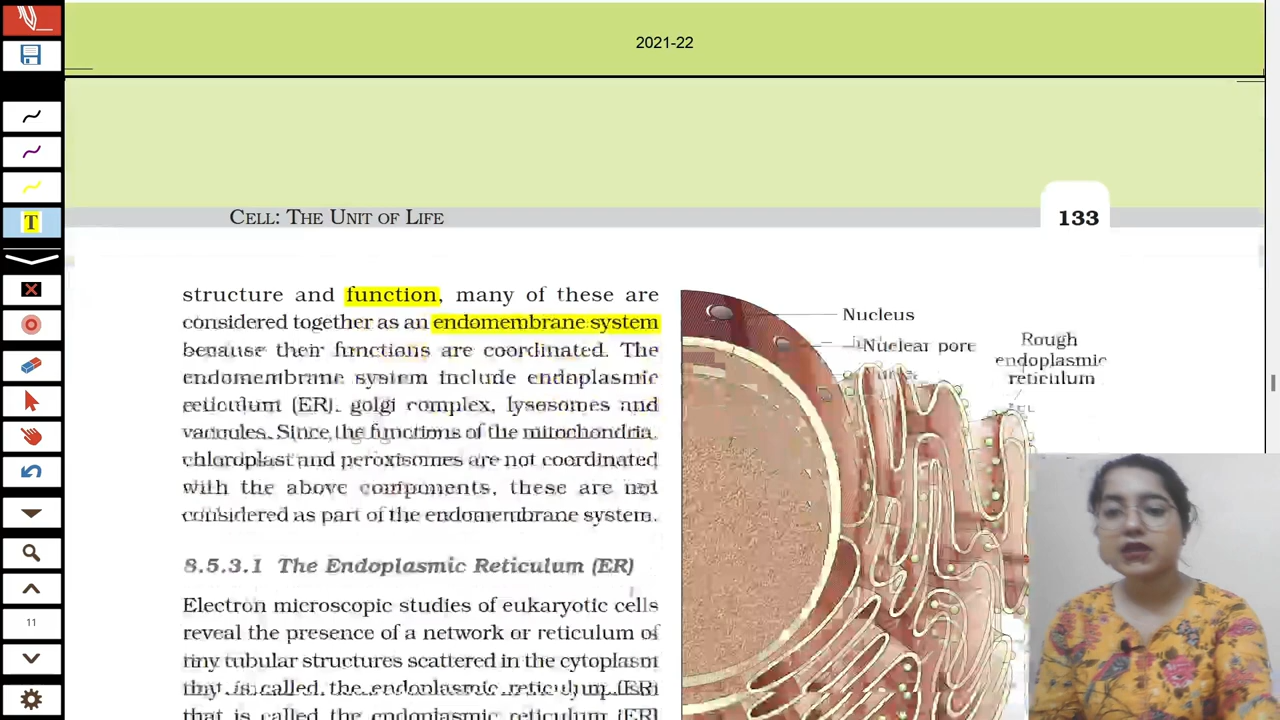 2021-22
CELL: THE UNIT OF LIFE
133
structure and function, many of these are
considered together as an endomembrane system
because their functions are coordinated. The
endomembrane system include endoplasmic
reticulum (ER), golgi complex, lysosomes and
vacuoles. Since the functions of the mitochondria,
chloroplast and peroxisomes are not coordinated
with the above components, these are not
considered as part of the endomembrane system.
8.5.3.1 The Endoplasmic Reticulum (ER)
Electron microscopic studies of eukaryotic cells
reveal the presence of a network or reticulum of
tiny tubular structures scattered in the cytoplasm
that is called the endoplasmic reticulum (ER)
Nucleus
Nuclear pore
Rough
endoplasmic
reticulum
T
11